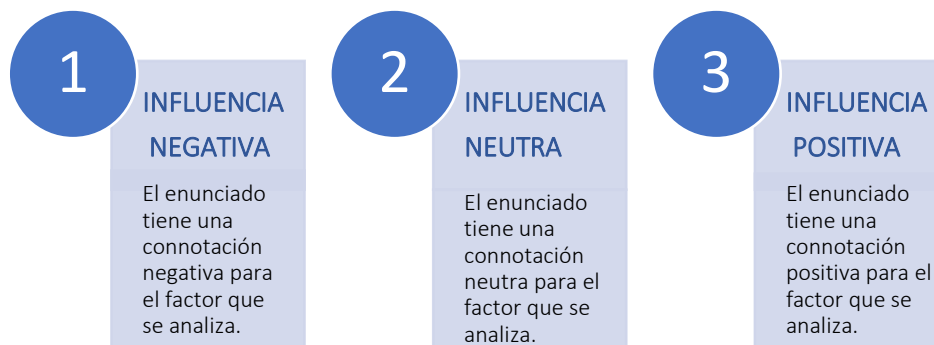 1
INFLUENCIA
NEGATIVA
El enunciado
tiene una
connotación
negativa para
el factor que
se analiza.
2
INFLUENCIA
NEUTRA
El enunciado
tiene una
connotación
neutra para el
factor que se
analiza.
3
INFLUENCIA
POSITIVA
El enunciado
tiene una
connotación
positiva para el
factor que se
analiza.